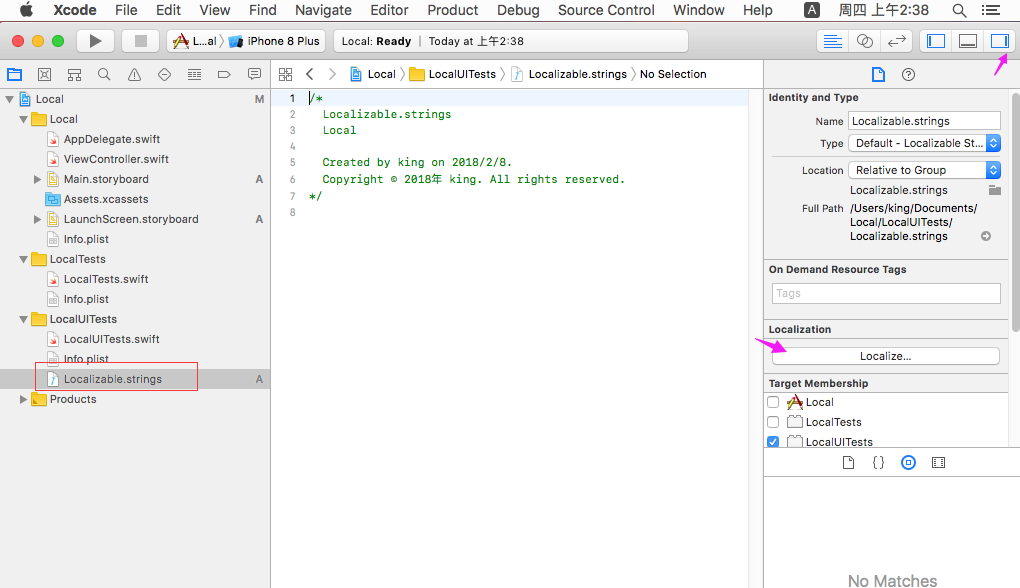 Xcode File Edit View Find Navigate Editor Product Debug Source Control Window Help A 周四 上午2:38
L...al iPhone 8 Plus Local: Ready Today at 上午2:38
Local LocalUITests Localizable.strings No Selection
Local M
Local
AppDelegate.swift
ViewController.swift
Main.storyboard A
Assets.xcassets
LaunchScreen.storyboard A
Info.plist
LocalTests
LocalTests.swift
Info.plist
LocalUITests
LocalUITests.swift
Info.plist
Localizable.strings A
Products
1 /*
2 Localizable.strings
3 Local
4
5 Created by king on 2018/2/8.
6 Copyright © 2018年 king. All rights reserved.
7 */
8
Identity and Type
Name Localizable.strings
Type Default - Localizable St...
Location Relative to Group
Localizable.strings
Full Path /Users/king/Documents/
Local/LocalUITests/
Localizable.strings
On Demand Resource Tags
Tags
Localization
Localize...
Target Membership
Local
LocalTests
LocalUITests
{}
No Matches